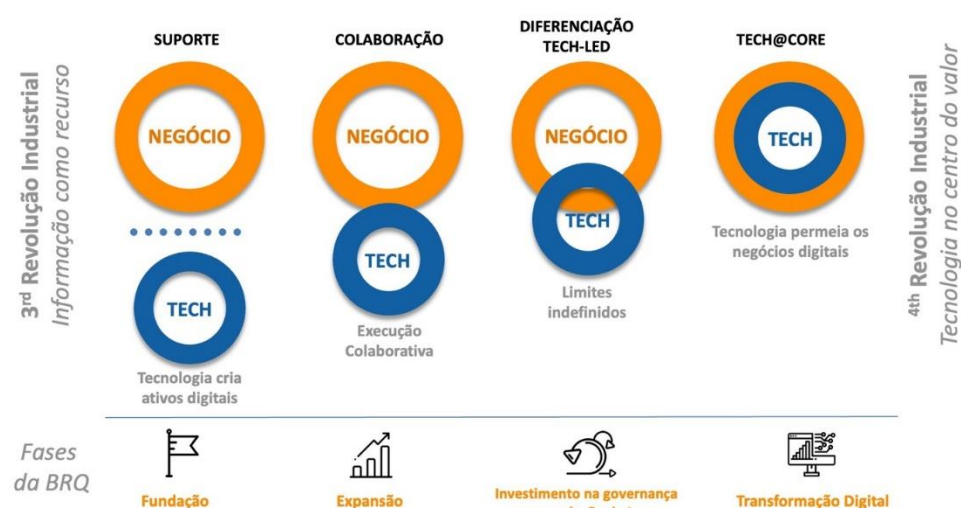 SUPORTE
COLABORAÇÃO
DIFERENCIAÇÃO
TECH-LED
TECH@CORE
3rd Revolução Industrial
Informação como recurso
NEGÓCIO
NEGÓCIO
NEGÓCIO
TECH
TECH
TECH
TECH
Tecnologia cria
ativos digitais
Execução
Colaborativa
Limites
indefinidos
Tecnologia permeia os
negócios digitais
4th Revolução Industrial
Tecnologia no centro do valor
Fases
da BRQ
Fundação
Expansão
Investimento na governança
Transformação Digital